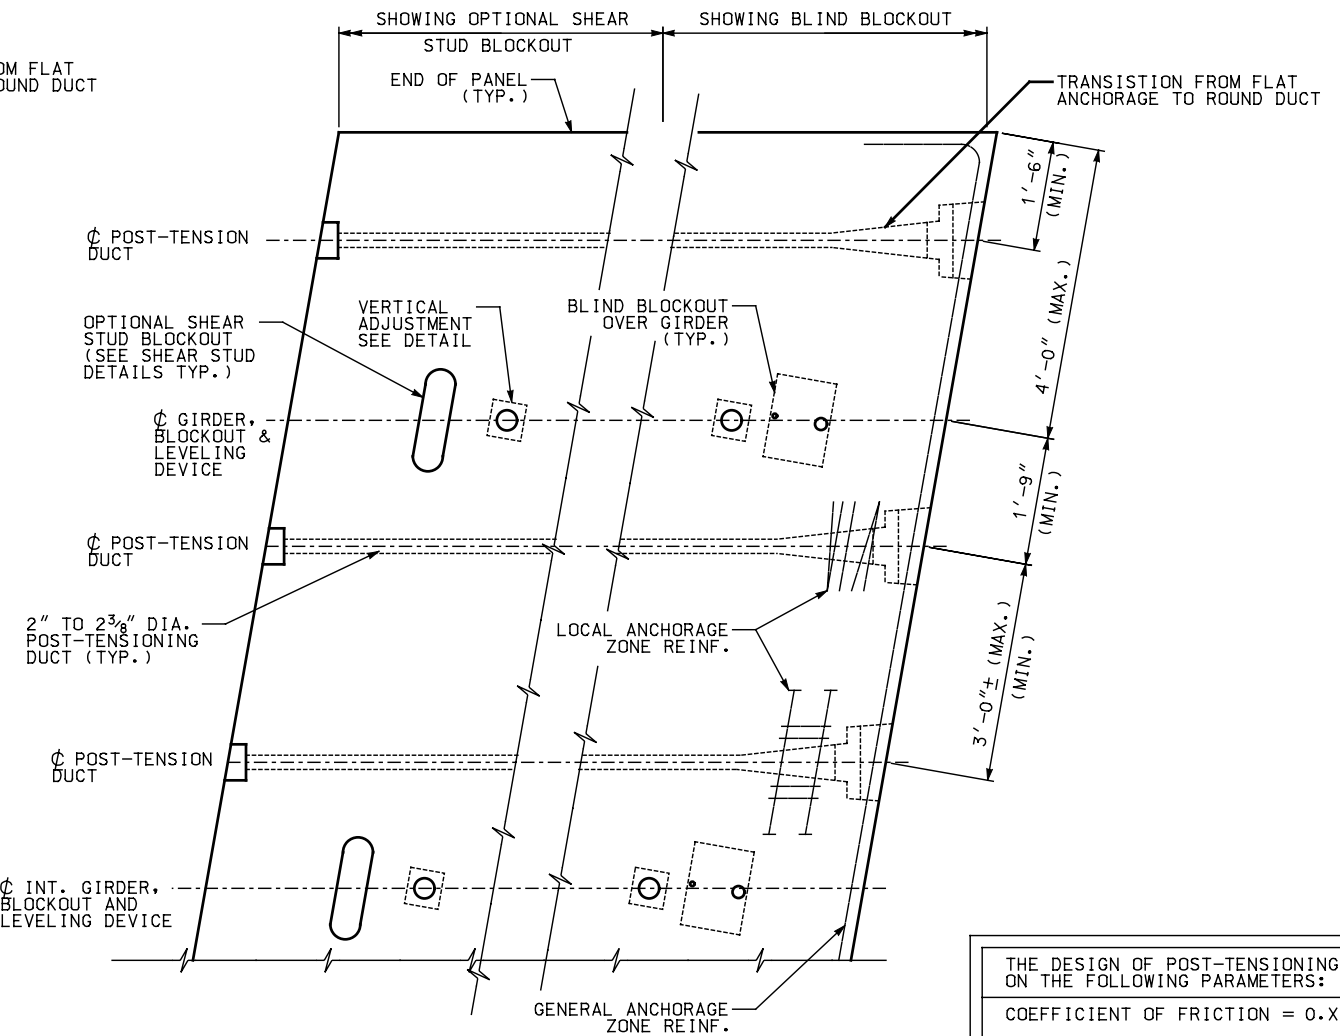 SHOWING OPTIONAL SHEAR
STUD BLOCKOUT
SHOWING BLIND BLOCKOUT
OM FLAT
OUND DUCT
END OF PANEL
(TYP.)
TRANSISTION FROM FLAT
ANCHORAGE TO ROUND DUCT
1'-6"
(MIN.)
℄ POST-TENSION
DUCT
4'-0" (MAX.)
OPTIONAL SHEAR
STUD BLOCKOUT
(SEE SHEAR STUD
DETAILS TYP.)
VERTICAL
ADJUSTMENT
SEE DETAIL
BLIND BLOCKOUT
OVER GIRDER
(TYP.)
℄ GIRDER,
BLOCKOUT &
LEVELING
DEVICE
1'-9"
(MIN.)
℄ POST-TENSION
DUCT
2" TO 2⅜" DIA.
POST-TENSIONING
DUCT (TYP.)
LOCAL ANCHORAGE
ZONE REINF.
3'-0"± (MAX.)
(MIN.)
℄ POST-TENSION
DUCT
℄ INT. GIRDER,
BLOCKOUT AND
LEVELING DEVICE
GENERAL ANCHORAGE
ZONE REINF.
THE DESIGN OF POST-TENSIONING
ON THE FOLLOWING PARAMETERS:
COEFFICIENT OF FRICTION = 0.X